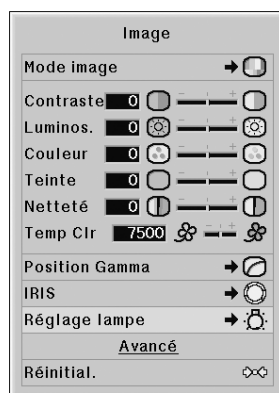 Image
Mode image
Contraste 0
Luminos. 0
Couleur 0
Teinte 0
Netteté 0
Temp Clr 7500
Position Gamma
IRIS
Réglage lampe
Avancé
Réinitial.